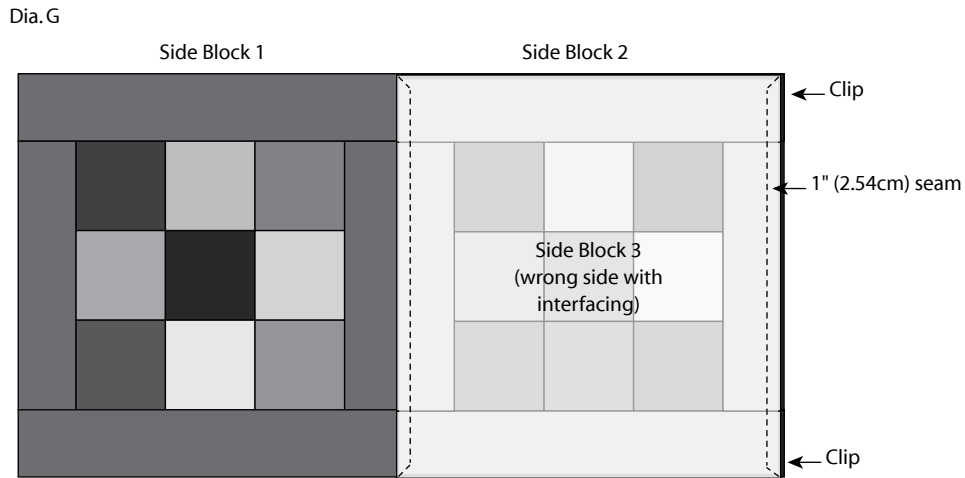 Dia. G
Side Block 1
Side Block 2
Clip
1" (2.54cm) seam
Side Block 3
(wrong side with
interfacing)
Clip